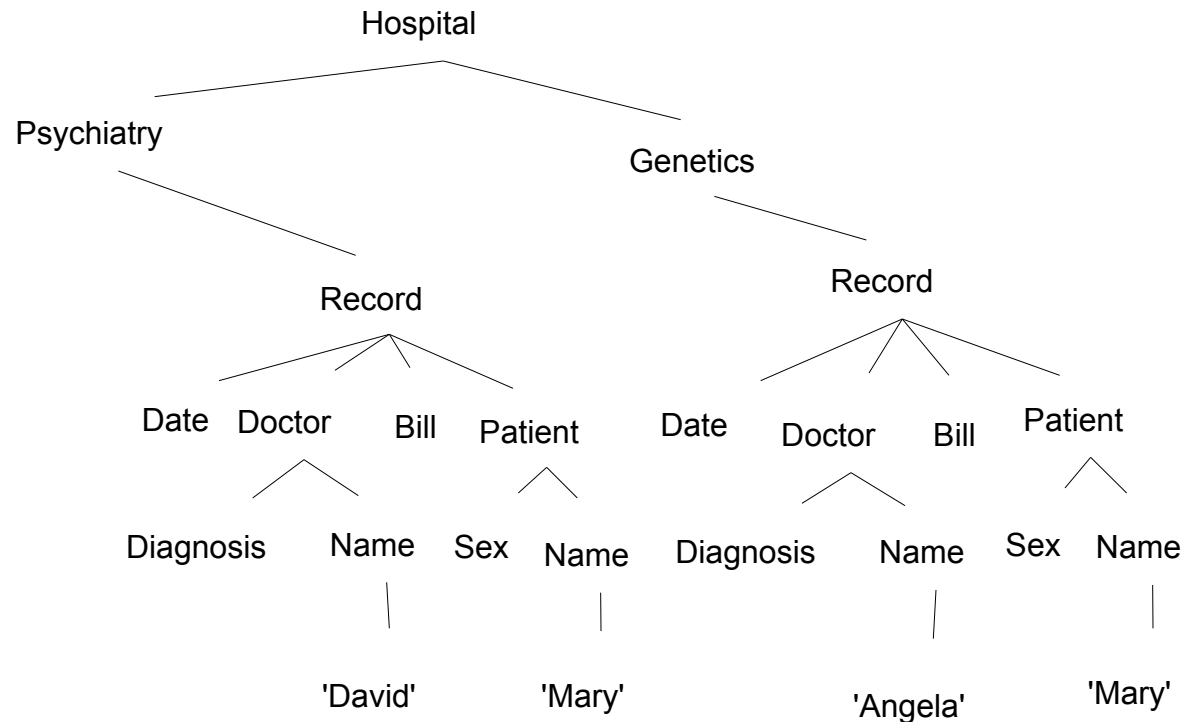 Hospital
Psychiatry
Genetics
Record
Record
Date Doctor Bill Patient Date Doctor Bill Patient
Diagnosis Name Sex Name Diagnosis Name Sex Name
'David' 'Mary' 'Angela' 'Mary'